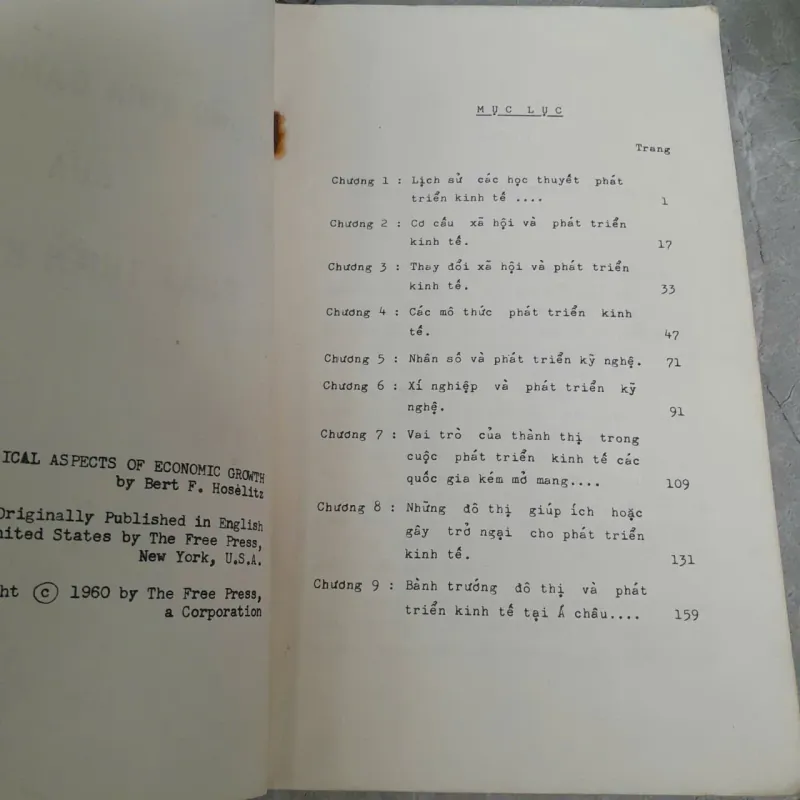 ICAL ASPECTS OF ECONOMIC GROWTH
by Bert F. Hosèlitz
Originally Published in English
nited States by The Free Press,
New York, U.S.A.
ht © 1960 by The Free Press,
a Corporation
MỤC LỤC
Trang
Chương 1 : Lịch sử các học thuyết phát
triển kinh tế .... 1
Chương 2 : Cơ cấu xã hội và phát triển
kinh tế. 17
Chương 3 : Thay đổi xã hội và phát triển
kinh tế. 33
Chương 4 : Các mô thức phát triển kinh
tế. 47
Chương 5 : Nhân số và phát triển kỹ nghệ. 71
Chương 6 : Xí nghiệp và phát triển kỹ
nghệ. 91
Chương 7 : Vai trò của thành thị trong
cuộc phát triển kinh tế các
quốc gia kém mở mang.... 109
Chương 8 : Những đô thị giúp ích hoặc
gây trở ngại cho phát triển
kinh tế. 131
Chương 9 : Bành trướng đô thị và phát
triển kinh tế tại Á châu.... 159